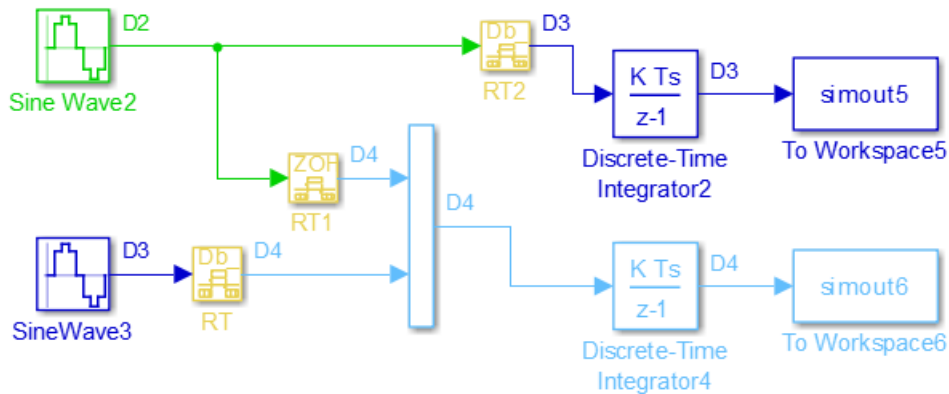 D2
Sine Wave2
Db
RT2
D3
K Ts
z-1
Discrete-Time
Integrator2
D3
simout5
To Workspace5
ZOH
RT1
D4
D4
D3
SineWave3
Db
RT
D4
K Ts
z-1
Discrete-Time
Integrator4
D4
simout6
To Workspace6